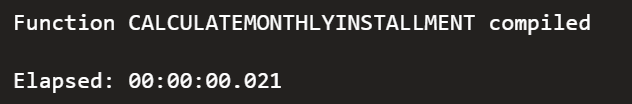 Function CALCULATEMONTHLYINSTALLMENT compiled
Elapsed: 00:00:00.021